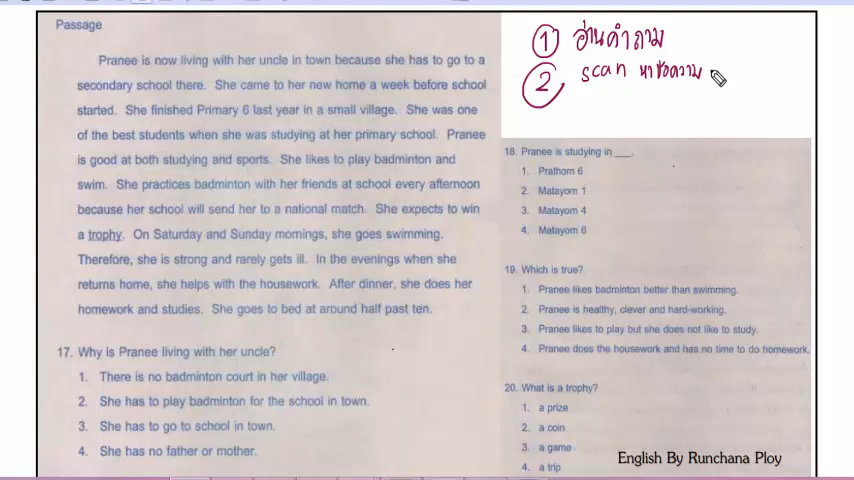 Passage
Pranee is now living with her uncle in town because she has to go to a
secondary school there. She came to her new home a week before school
started. She finished Primary 6 last year in a small village. She was one
of the best students when she was studying at her primary school. Pranee
is good at both studying and sports. She likes to play badminton and
swim. She practices badminton with her friends at school every afternoon
because her school will send her to a national match. She expects to win
a trophy. On Saturday and Sunday mornings, she goes swimming.
Therefore, she is strong and rarely gets ill. In the evenings when she
returns home, she helps with the housework. After dinner, she does her
homework and studies. She goes to bed at around half past ten.
17. Why is Pranee living with her uncle?
1. There is no badminton court in her village.
2. She has to play badminton for the school in town.
3. She has to go to school in town.
4. She has no father or mother.
1 อ่านคำถาม
2 scan หาข้อความ
18. Pranee is studying in ___.
1. Prathom 6
2. Matayom 1
3. Matayom 4
4. Matayom 6
19. Which is true?
1. Pranee likes badminton better than swimming.
2. Pranee is healthy, clever and hard-working.
3. Pranee likes to play but she does not like to study.
4. Pranee does the housework and has no time to do homework.
20. What is a trophy?
1. a prize
2. a coin
3. a game
4. a trip
English By Runchana Ploy